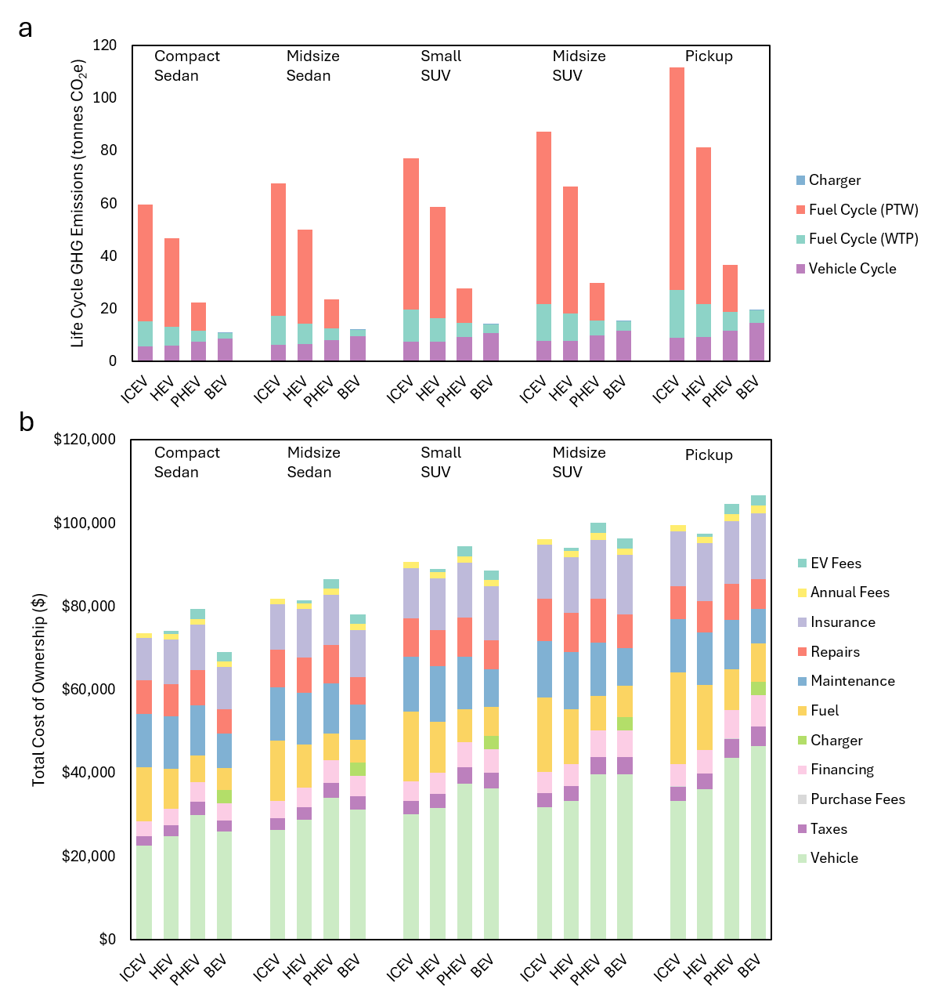 a
Life Cycle GHG Emissions (tonnes CO₂e)
120
100
80
60
40
20
0
Compact
Sedan
Midsize
Sedan
Small
SUV
Midsize
SUV
Pickup
ICEV
HEV
PHEV
BEV
ICEV
HEV
PHEV
BEV
ICEV
HEV
PHEV
BEV
ICEV
HEV
PHEV
BEV
ICEV
HEV
PHEV
BEV
Charger
Fuel Cycle (PTW)
Fuel Cycle (WTP)
Vehicle Cycle
b
Total Cost of Ownership ($)
$120,000
$100,000
$80,000
$60,000
$40,000
$20,000
$0
Compact
Sedan
Midsize
Sedan
Small
SUV
Midsize
SUV
Pickup
ICEV
HEV
PHEV
BEV
ICEV
HEV
PHEV
BEV
ICEV
HEV
PHEV
BEV
ICEV
HEV
PHEV
BEV
ICEV
HEV
PHEV
BEV
EV Fees
Annual Fees
Insurance
Repairs
Maintenance
Fuel
Charger
Financing
Purchase Fees
Taxes
Vehicle